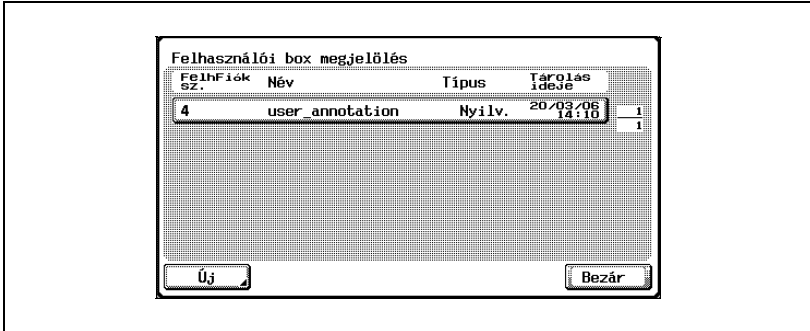 Felhasználói box megjelölés
FelhFiók sz. Név Típus Tárolás ideje
4 user_annotation Nyilv. 20/03/06 14:10
1
1
Új Bezár